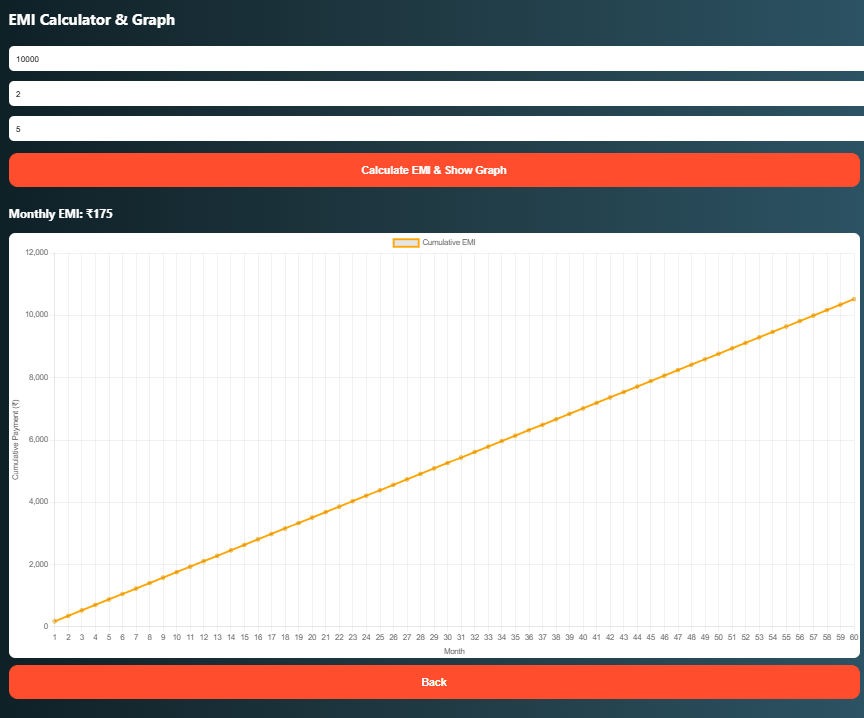 EMI Calculator & Graph
10000
2
5
Calculate EMI & Show Graph
Monthly EMI: ₹175
Cumulative EMI
12,000
10,000
8,000
6,000
4,000
2,000
0
Cumulative Payment (₹)
1 2 3 4 5 6 7 8 9 10 11 12 13 14 15 16 17 18 19 20 21 22 23 24 25 26 27 28 29 30 31 32 33 34 35 36 37 38 39 40 41 42 43 44 45 46 47 48 49 50 51 52 53 54 55 56 57 58 59 60
Month
Back